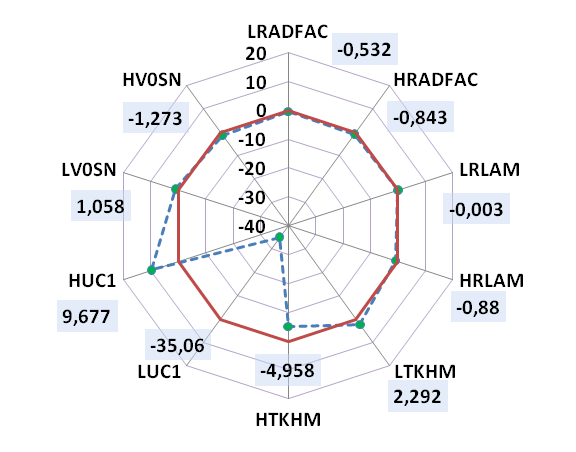 LRADFAC
20
-0,532
HV0SN
10
HRADFAC
-1,273
0
-0,843
-10
LV0SN
-20
LRLAM
1,058
-30
-0,003
-40
HUC1
HRLAM
9,677
-0,88
-35,06
LUC1
-4,958
LTKHM
2,292
HTKHM